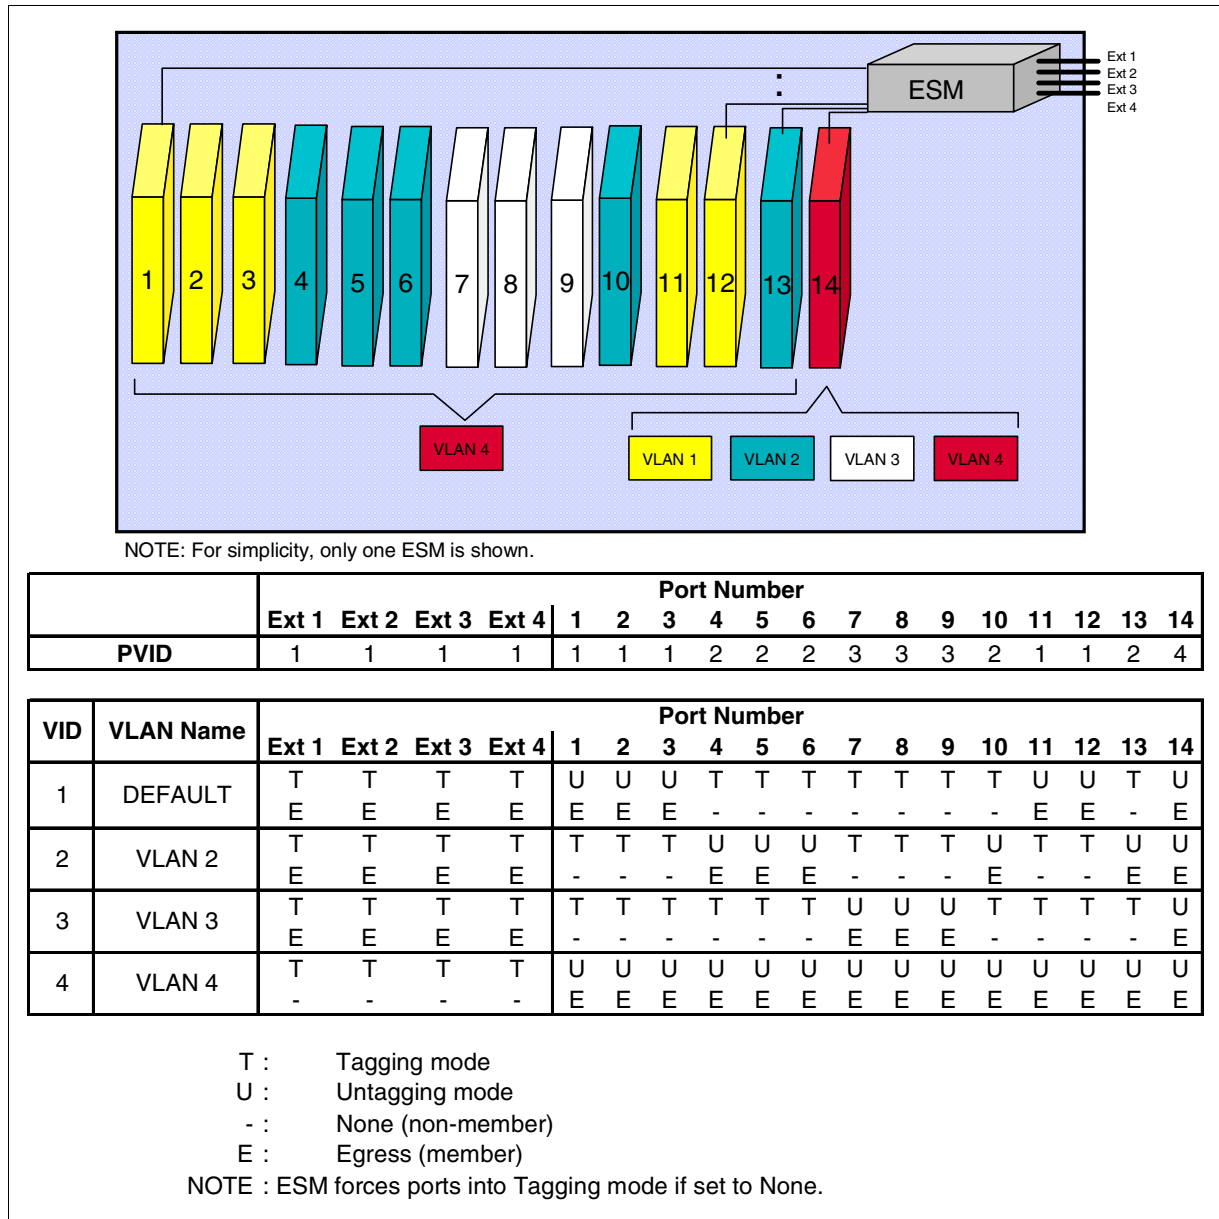 ESM
Ext 1
Ext 2
Ext 3
Ext 4
:
1 2 3 4 5 6 7 8 9 10 11 12 13 14
VLAN 4
VLAN 1 VLAN 2 VLAN 3 VLAN 4
NOTE: For simplicity, only one ESM is shown.
Port Number
Ext 1 Ext 2 Ext 3 Ext 4 1 2 3 4 5 6 7 8 9 10 11 12 13 14
PVID 1 1 1 1 1 1 1 2 2 2 3 3 3 2 1 1 2 4
VID VLAN Name Port Number
Ext 1 Ext 2 Ext 3 Ext 4 1 2 3 4 5 6 7 8 9 10 11 12 13 14
1 DEFAULT T T T T U U U T T T T T T T U U T U
E E E E E E E - - - - - - - E E - E
2 VLAN 2 T T T T T T T U U U T T T U T T U U
E E E E - - - E E E - - - E - - E E
3 VLAN 3 T T T T T T T T T T U U U T T T T U
E E E E - - - - - - E E E - - - - E
4 VLAN 4 T T T T U U U U U U U U U U U U U U
- - - - E E E E E E E E E E E E E E
T : Tagging mode
U : Untagging mode
- : None (non-member)
E : Egress (member)
NOTE : ESM forces ports into Tagging mode if set to None.